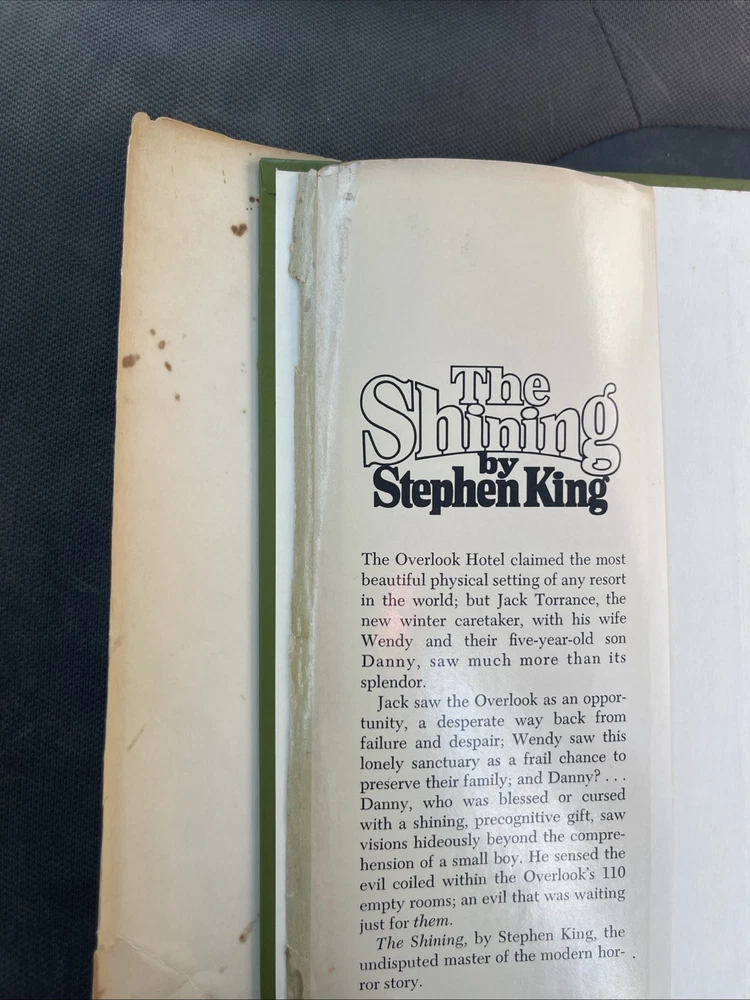 The
Shining
by
Stephen King
The Overlook Hotel claimed the most
beautiful physical setting of any resort
in the world; but Jack Torrance, the
new winter caretaker, with his wife
Wendy and their five-year-old son
Danny, saw much more than its
splendor.
Jack saw the Overlook as an oppor-
tunity, a desperate way back from
failure and despair; Wendy saw this
lonely sanctuary as a frail chance to
preserve their family; and Danny? . . .
Danny, who was blessed or cursed
with a shining, precognitive gift, saw
visions hideously beyond the compre-
hension of a small boy. He sensed the
evil coiled within the Overlook's 110
empty rooms; an evil that was waiting
just for them.
The Shining, by Stephen King, the
undisputed master of the modern hor-
ror story.